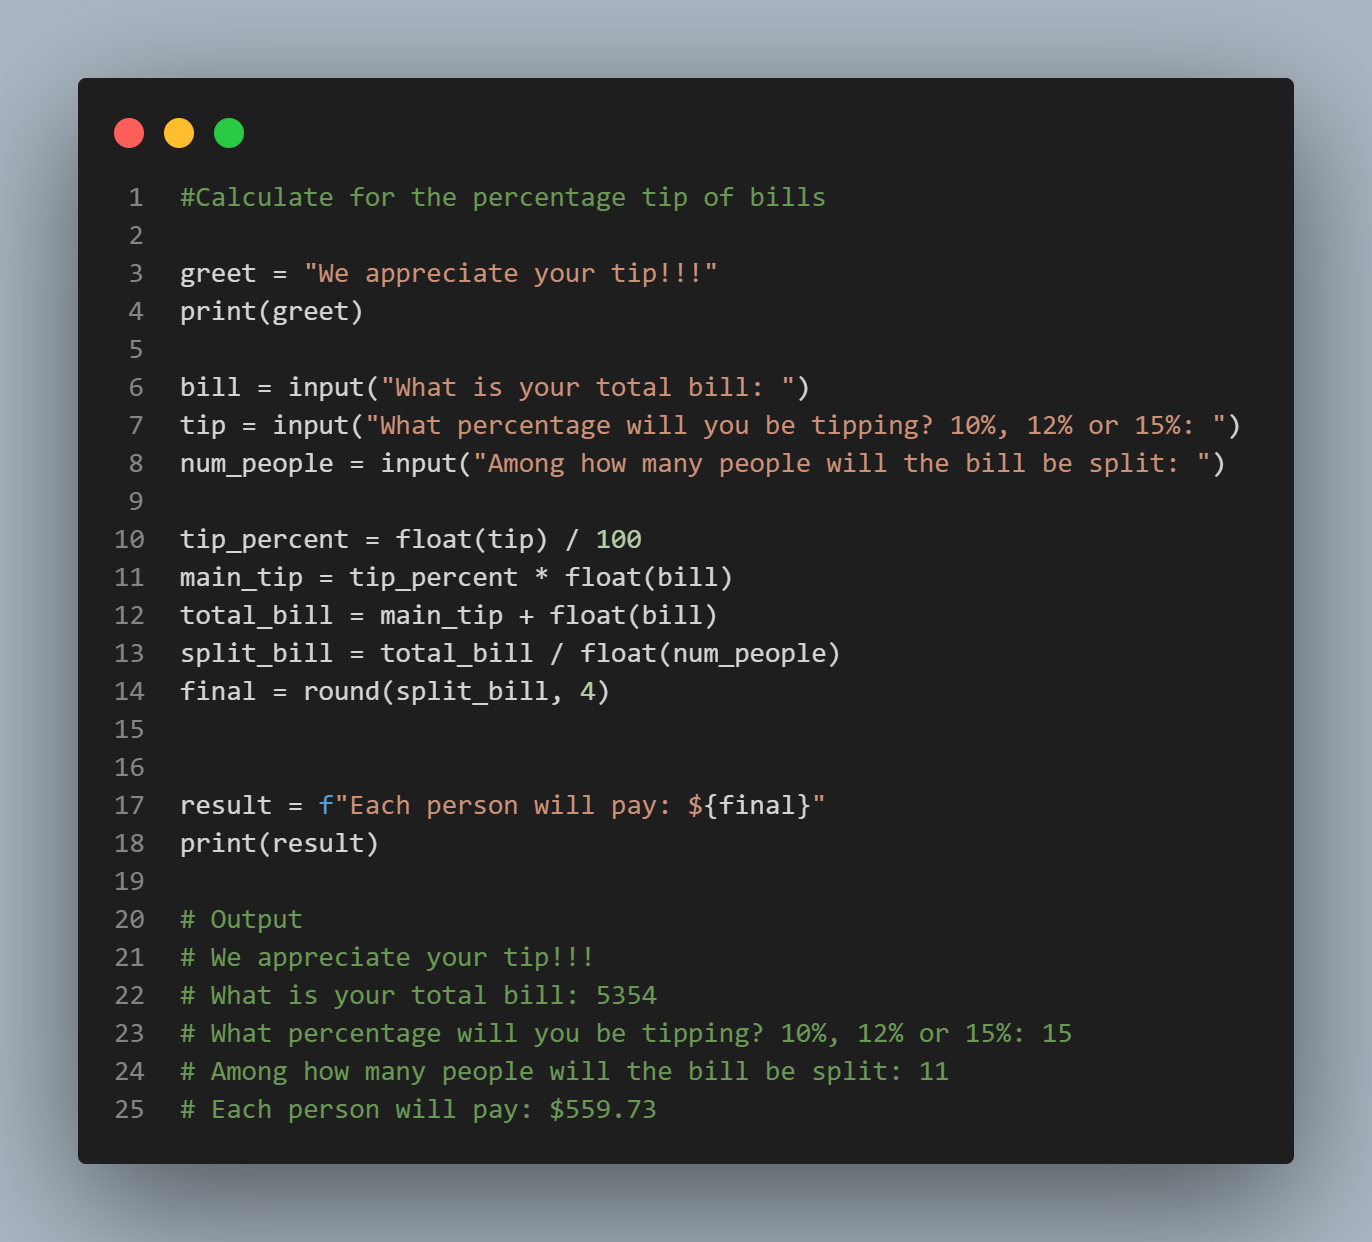 1 #Calculate for the percentage tip of bills
2
3 greet = "We appreciate your tip!!!"
4 print(greet)
5
6 bill = input("What is your total bill: ")
7 tip = input("What percentage will you be tipping? 10%, 12% or 15%: ")
8 num_people = input("Among how many people will the bill be split: ")
9
10 tip_percent = float(tip) / 100
11 main_tip = tip_percent * float(bill)
12 total_bill = main_tip + float(bill)
13 split_bill = total_bill / float(num_people)
14 final = round(split_bill, 4)
15
16
17 result = f"Each person will pay: ${final}"
18 print(result)
19
20 # Output
21 # We appreciate your tip!!!
22 # What is your total bill: 5354
23 # What percentage will you be tipping? 10%, 12% or 15%: 15
24 # Among how many people will the bill be split: 11
25 # Each person will pay: $559.73